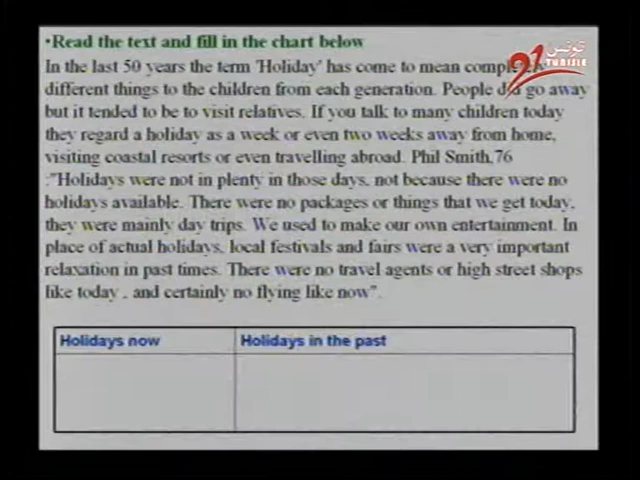 •Read the text and fill in the chart below
In the last 50 years the term 'Holiday' has come to mean
different things to the children from each generation. People did go away
but it tended to be to visit relatives. If you talk to many children today
they regard a holiday as a week or even two weeks away from home,
visiting coastal resorts or even travelling abroad. Phil Smith,76
:"Holidays were not in plenty in those days, not because there were no
holidays available. There were no packages or things that we get today,
they were mainly day trips. We used to make our own entertainment. In
place of actual holidays, local festivals and fairs were a very important
relaxation in past times. There were no travel agents or high street shops
like today , and certainly no flying like now".
Holidays now
Holidays in the past
تونس
21
TUNISIE